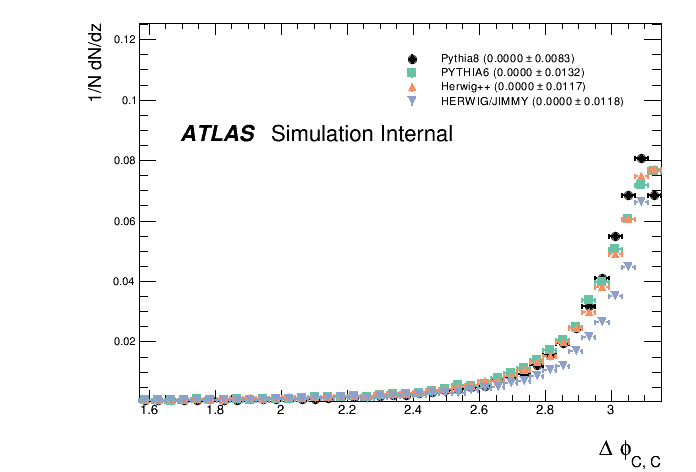 1/N dN/dz
0.12
0.1
0.08
0.06
0.04
0.02
Pythia8 (0.0000 ± 0.0083)
PYTHIA6 (0.0000 ± 0.0132)
Herwig++ (0.0000 ± 0.0117)
HERWIG/JIMMY (0.0000 ± 0.0118)
ATLAS Simulation Internal
1.6 1.8 2 2.2 2.4 2.6 2.8 3
Δ ϕC, C